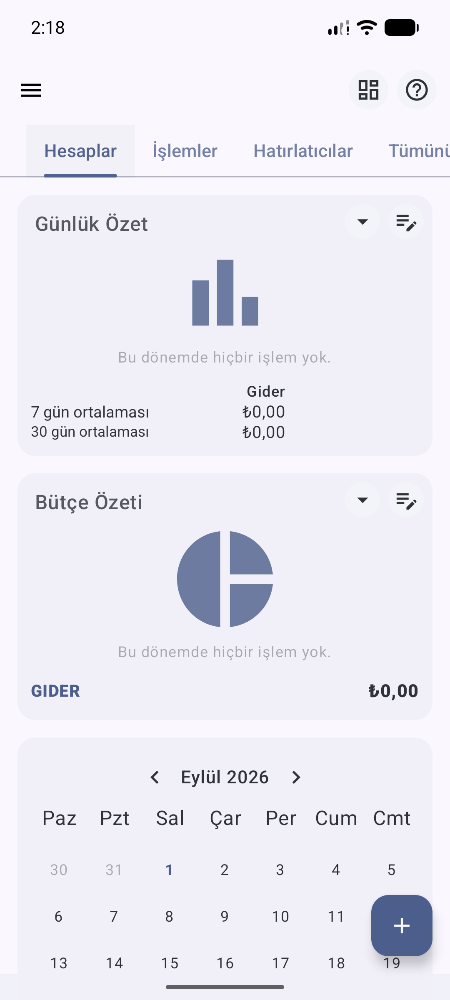 2:18
Hesaplar İşlemler Hatırlatıcılar Tümünü
Günlük Özet
Bu dönemde hiçbir işlem yok.
Gider
7 gün ortalaması ₺0,00
30 gün ortalaması ₺0,00
Bütçe Özeti
Bu dönemde hiçbir işlem yok.
GIDER ₺0,00
Eylül 2026
Paz Pzt Sal Çar Per Cum Cmt
30 31 1 2 3 4 5
6 7 8 9 10 11
13 14 15 16 17 18 19